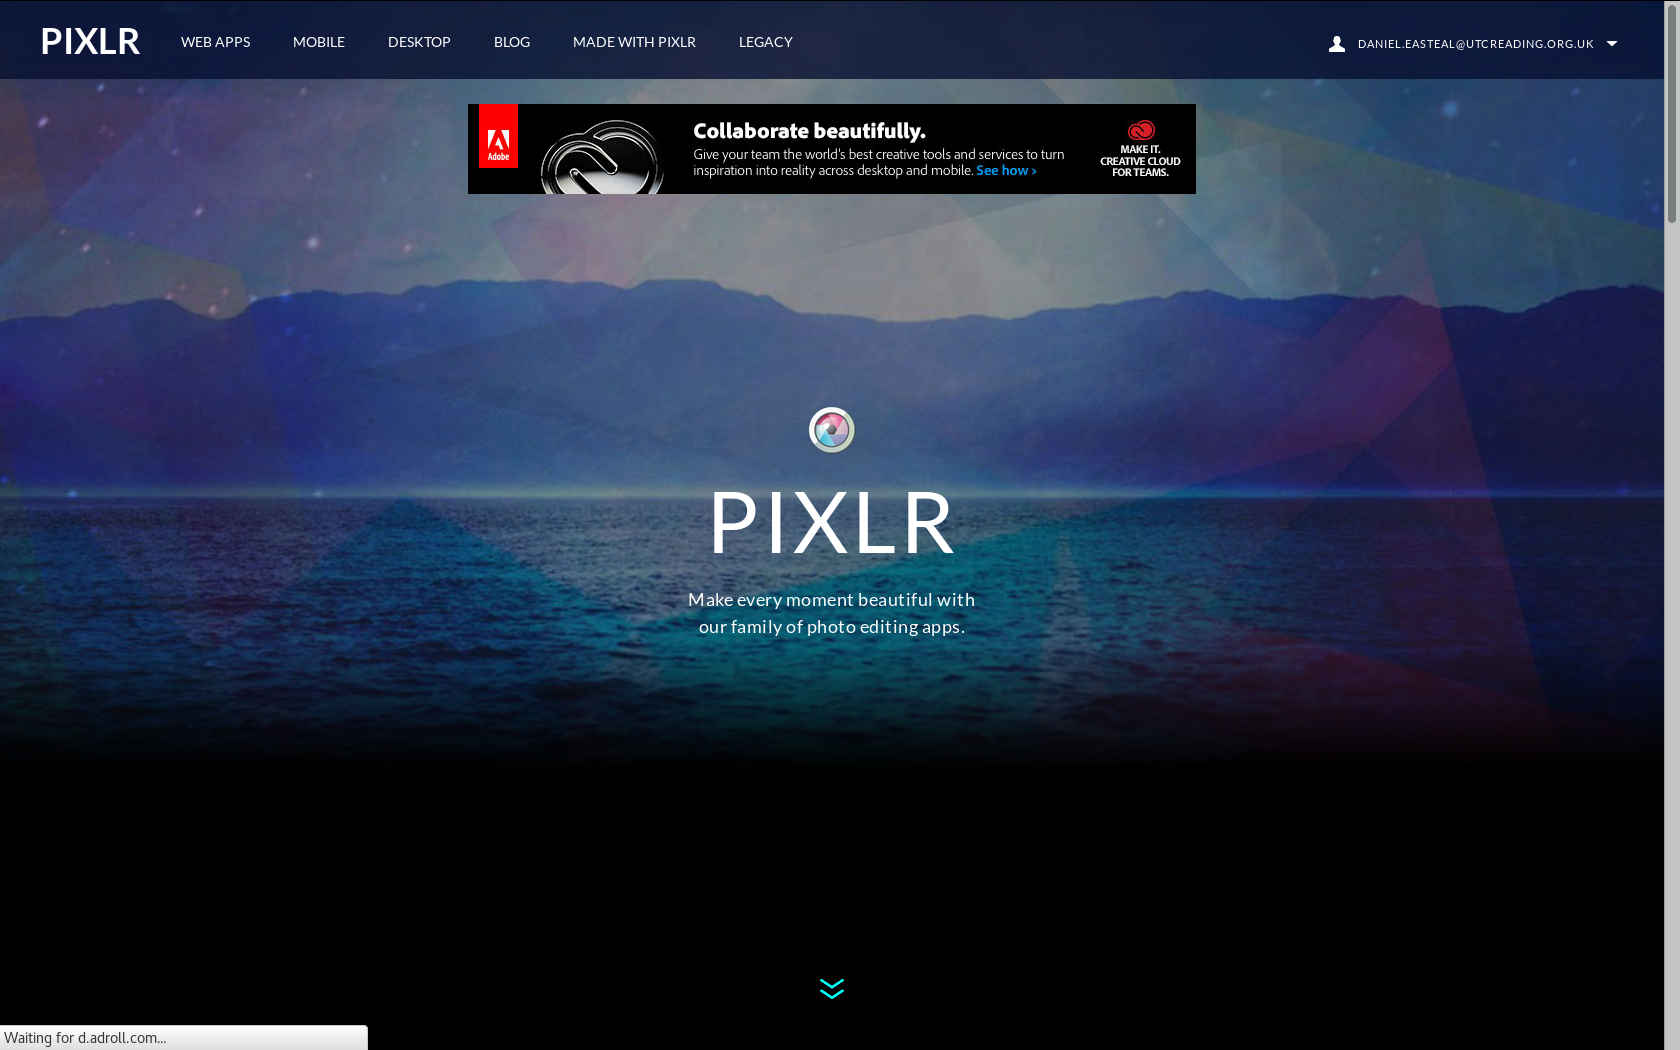 PIXLR
WEB APPS
MOBILE
DESKTOP
BLOG
MADE WITH PIXLR
LEGACY
DANIEL.EASTEAL@UTCREADING.ORG.UK
Adobe
Collaborate beautifully.
Give your team the world's best creative tools and services to turn
inspiration into reality across desktop and mobile. See how ›
MAKE IT.
CREATIVE CLOUD
FOR TEAMS.
PIXLR
Make every moment beautiful with
our family of photo editing apps.
Waiting for d.adroll.com...